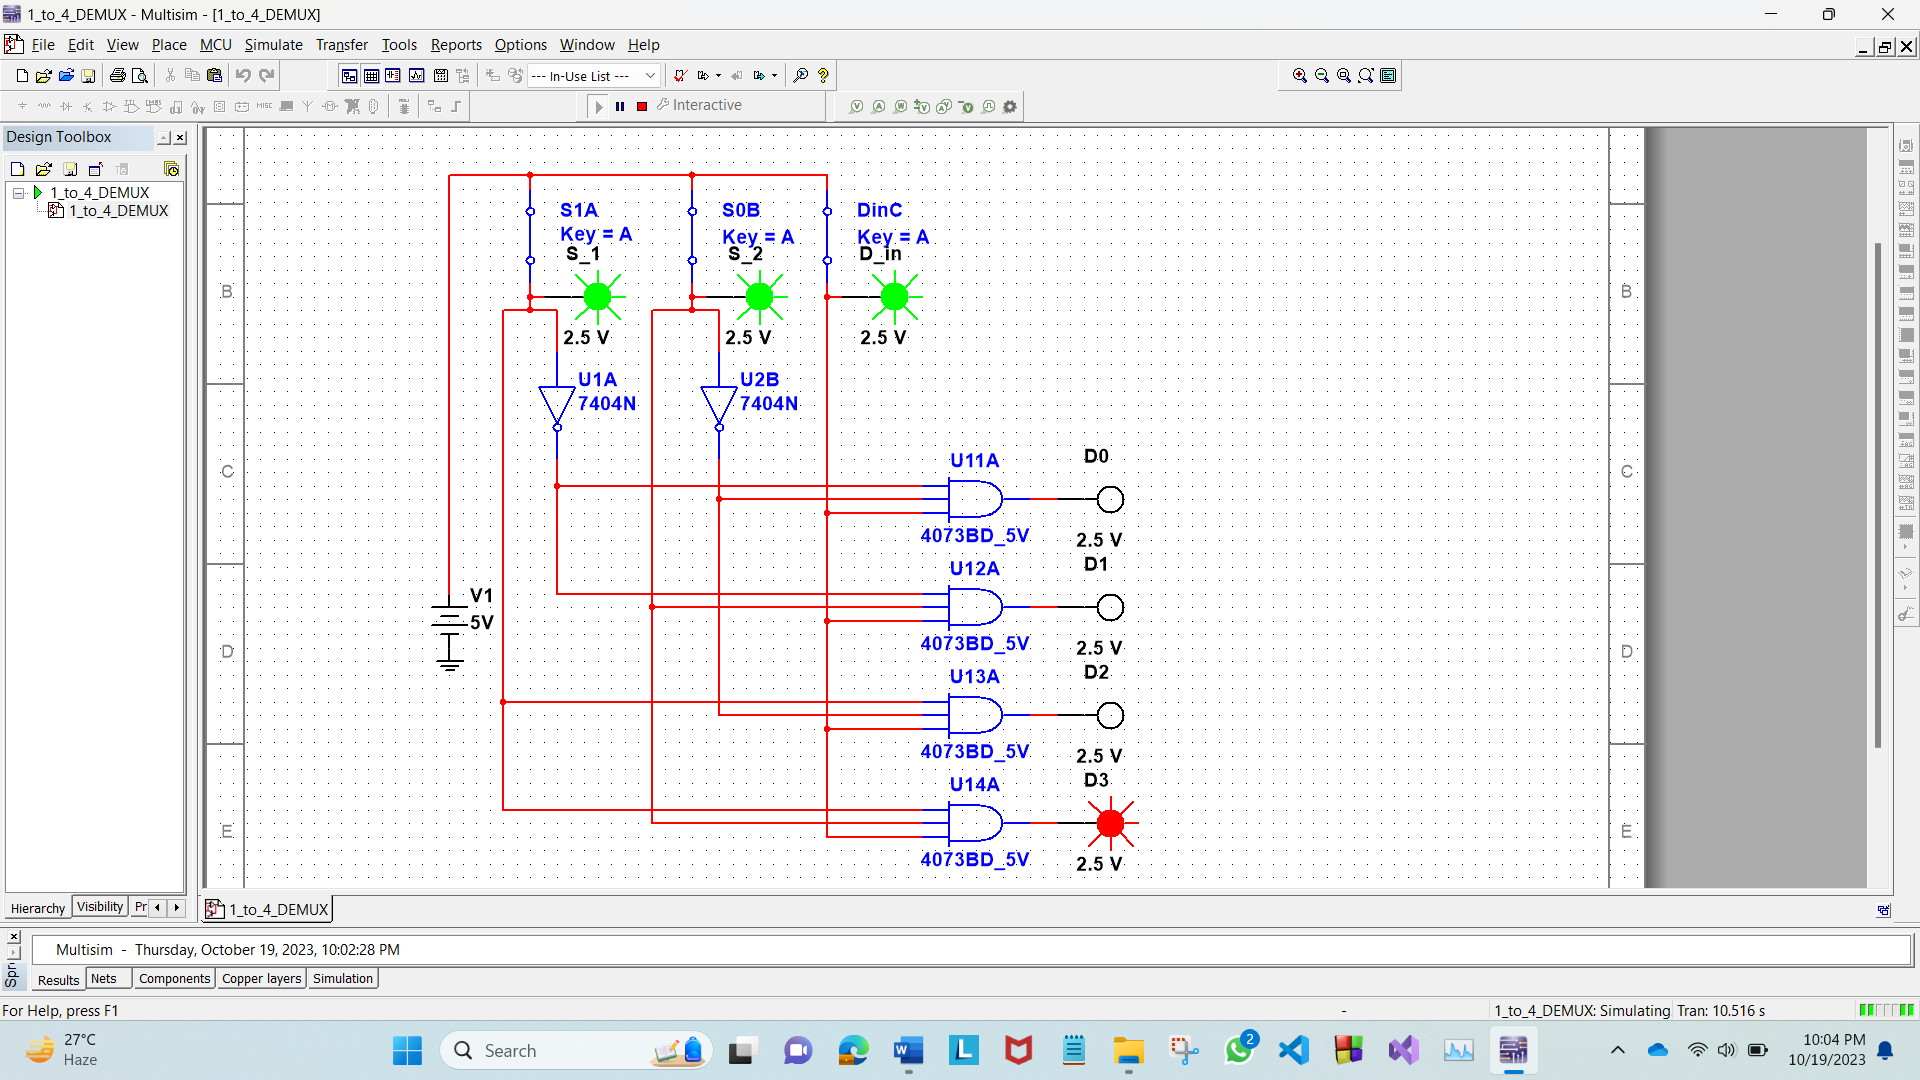 1_to_4_DEMUX - Multisim - [1_to_4_DEMUX]
File Edit View Place MCU Simulate Transfer Tools Reports Options Window Help
--- In-Use List ---
Interactive
Design Toolbox
1_to_4_DEMUX
1_to_4_DEMUX
S1A
Key = A
S_1
2.5 V
S0B
Key = A
S_2
2.5 V
DinC
Key = A
D_in
2.5 V
U1A
7404N
U2B
7404N
V1
5V
U11A
4073BD_5V
D0
2.5 V
U12A
4073BD_5V
D1
2.5 V
U13A
4073BD_5V
D2
2.5 V
U14A
4073BD_5V
D3
2.5 V
B
C
D
E
B
C
D
E
Hierarchy Visibility Pr
1_to_4_DEMUX
Multisim - Thursday, October 19, 2023, 10:02:28 PM
Spr
Results Nets Components Copper layers Simulation
For Help, press F1
-
1_to_4_DEMUX: Simulating Tran: 10.516 s
27°C
Haze
Search
2
10:04 PM
10/19/2023